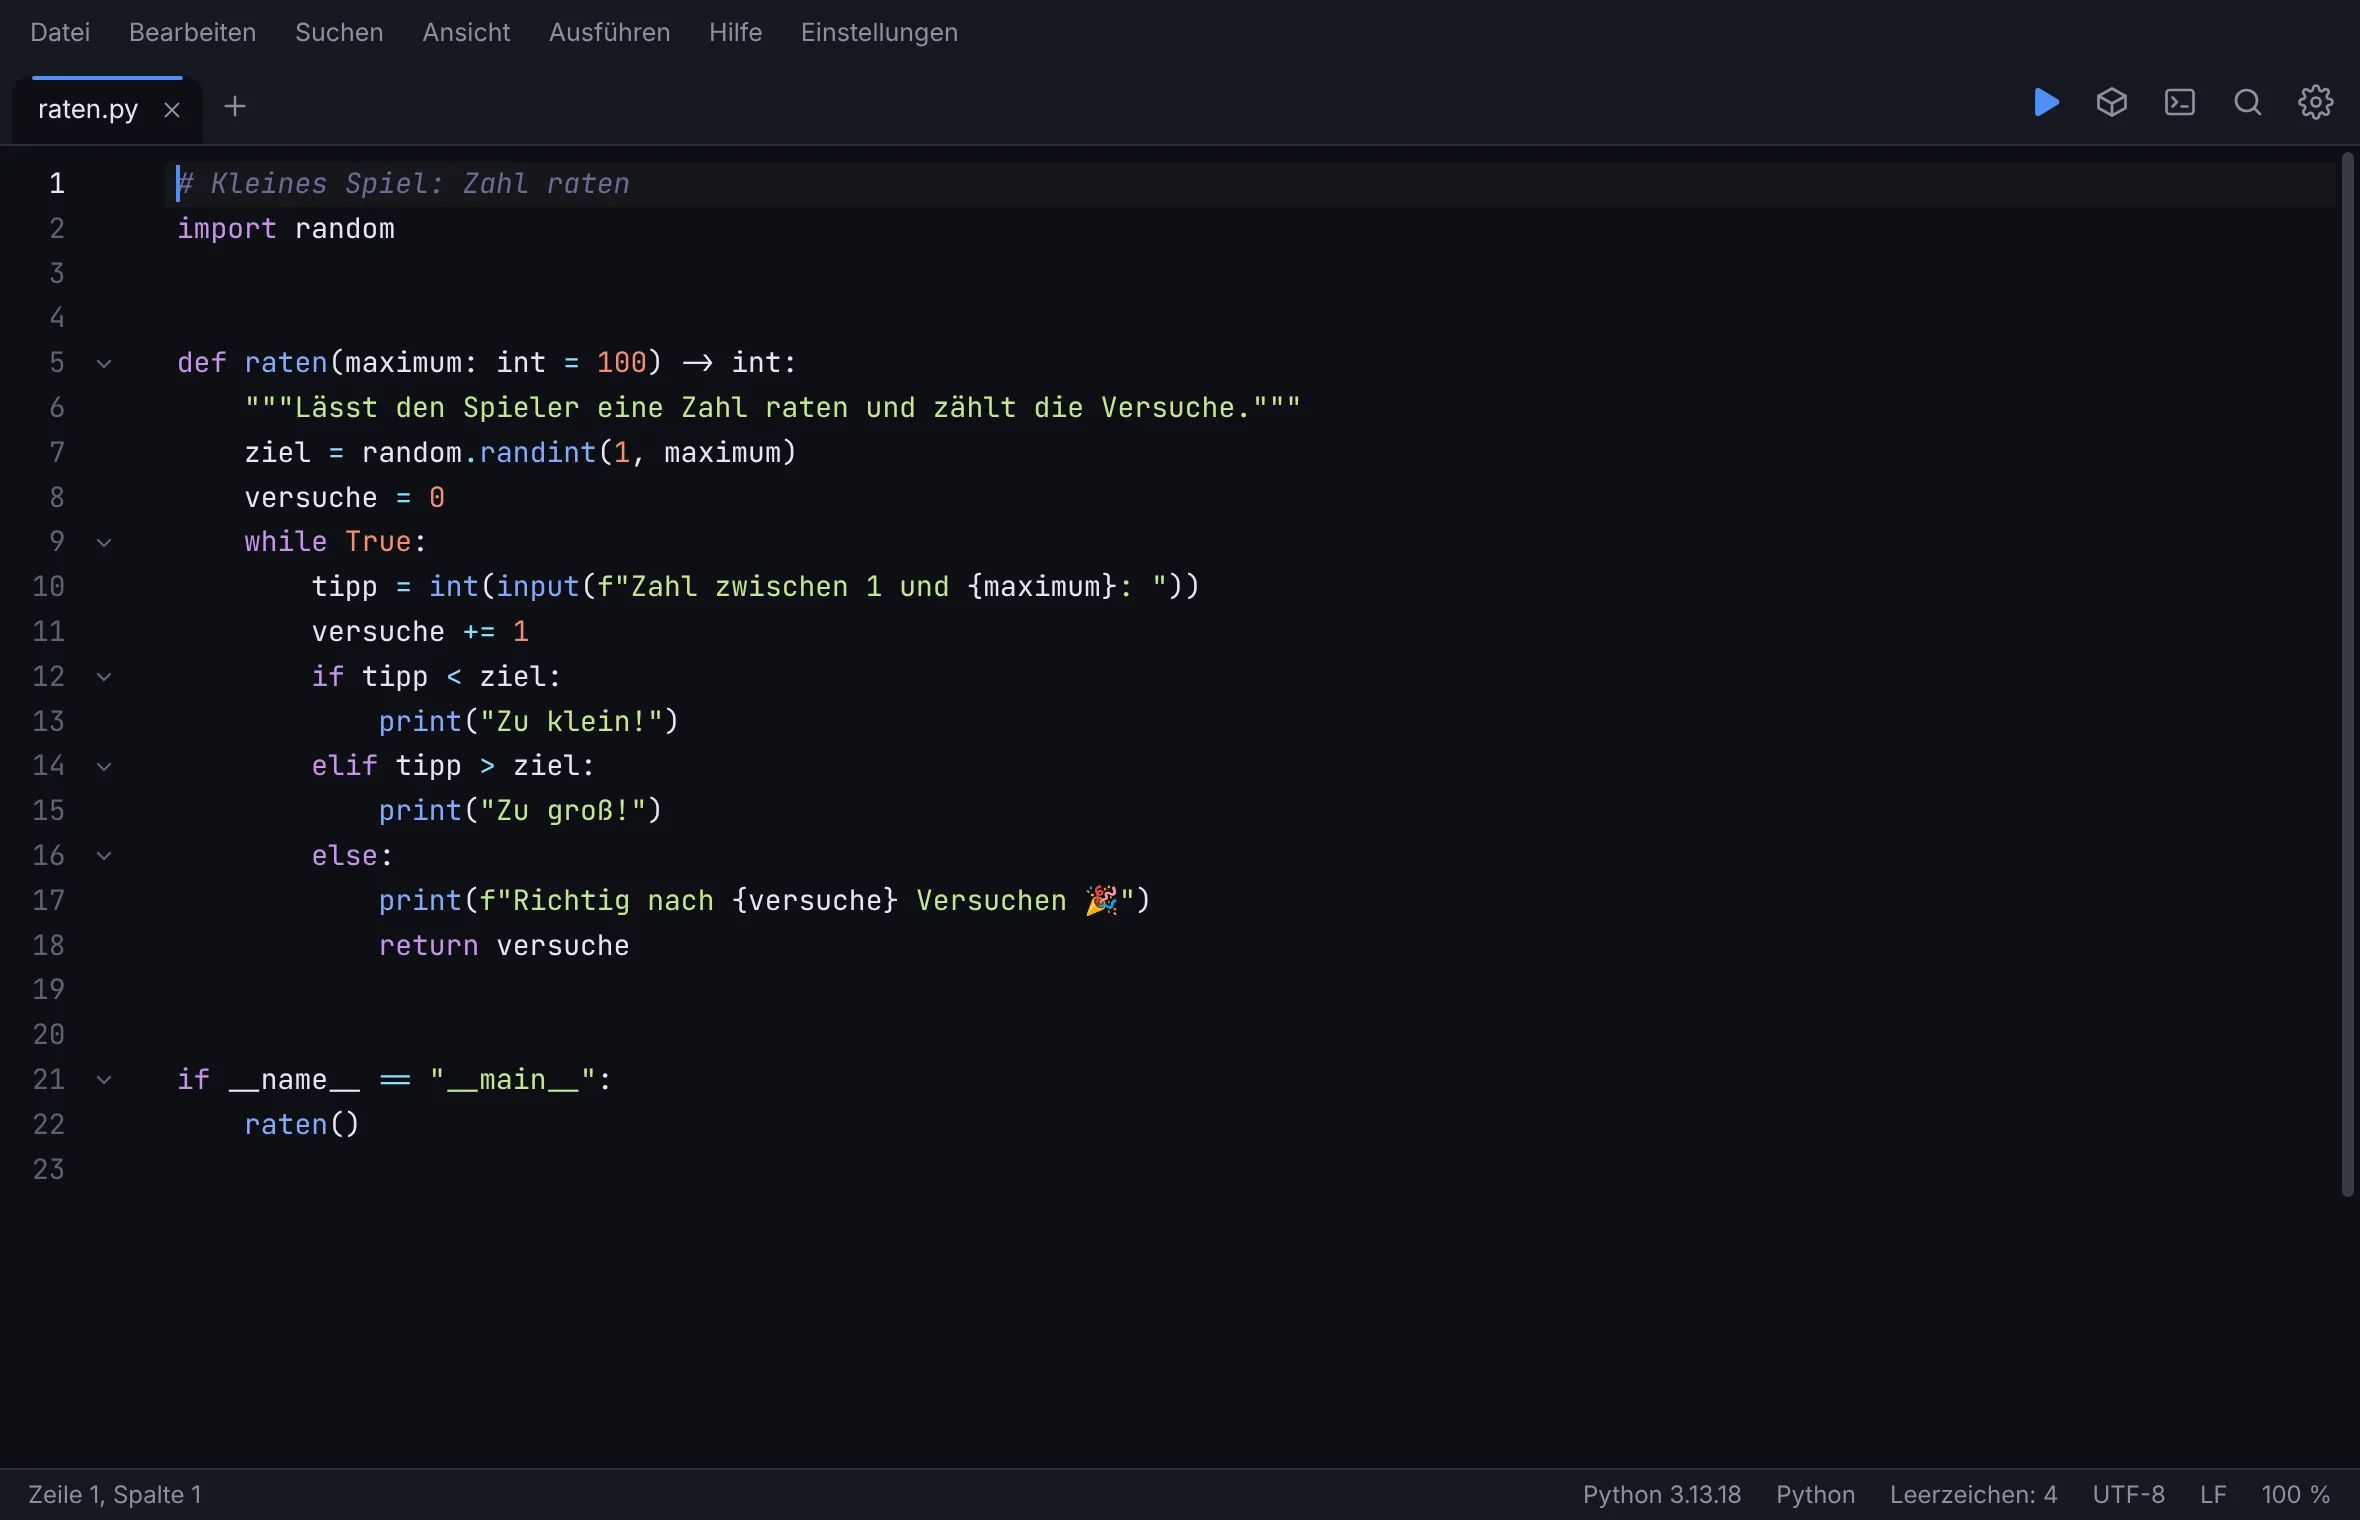 Datei Bearbeiten Suchen Ansicht Ausführen Hilfe Einstellungen
raten.py
1 # Kleines Spiel: Zahl raten
2 import random
3
4
5 def raten(maximum: int = 100) -> int:
6     """Lässt den Spieler eine Zahl raten und zählt die Versuche."""
7     ziel = random.randint(1, maximum)
8     versuche = 0
9     while True:
10         tipp = int(input(f"Zahl zwischen 1 und {maximum}: "))
11         versuche += 1
12         if tipp < ziel:
13             print("Zu klein!")
14         elif tipp > ziel:
15             print("Zu groß!")
16         else:
17             print(f"Richtig nach {versuche} Versuchen 🎉")
18             return versuche
19
20
21 if __name__ == "__main__":
22     raten()
23
Zeile 1, Spalte 1 Python 3.13.18 Python Leerzeichen: 4 UTF-8 LF 100 %